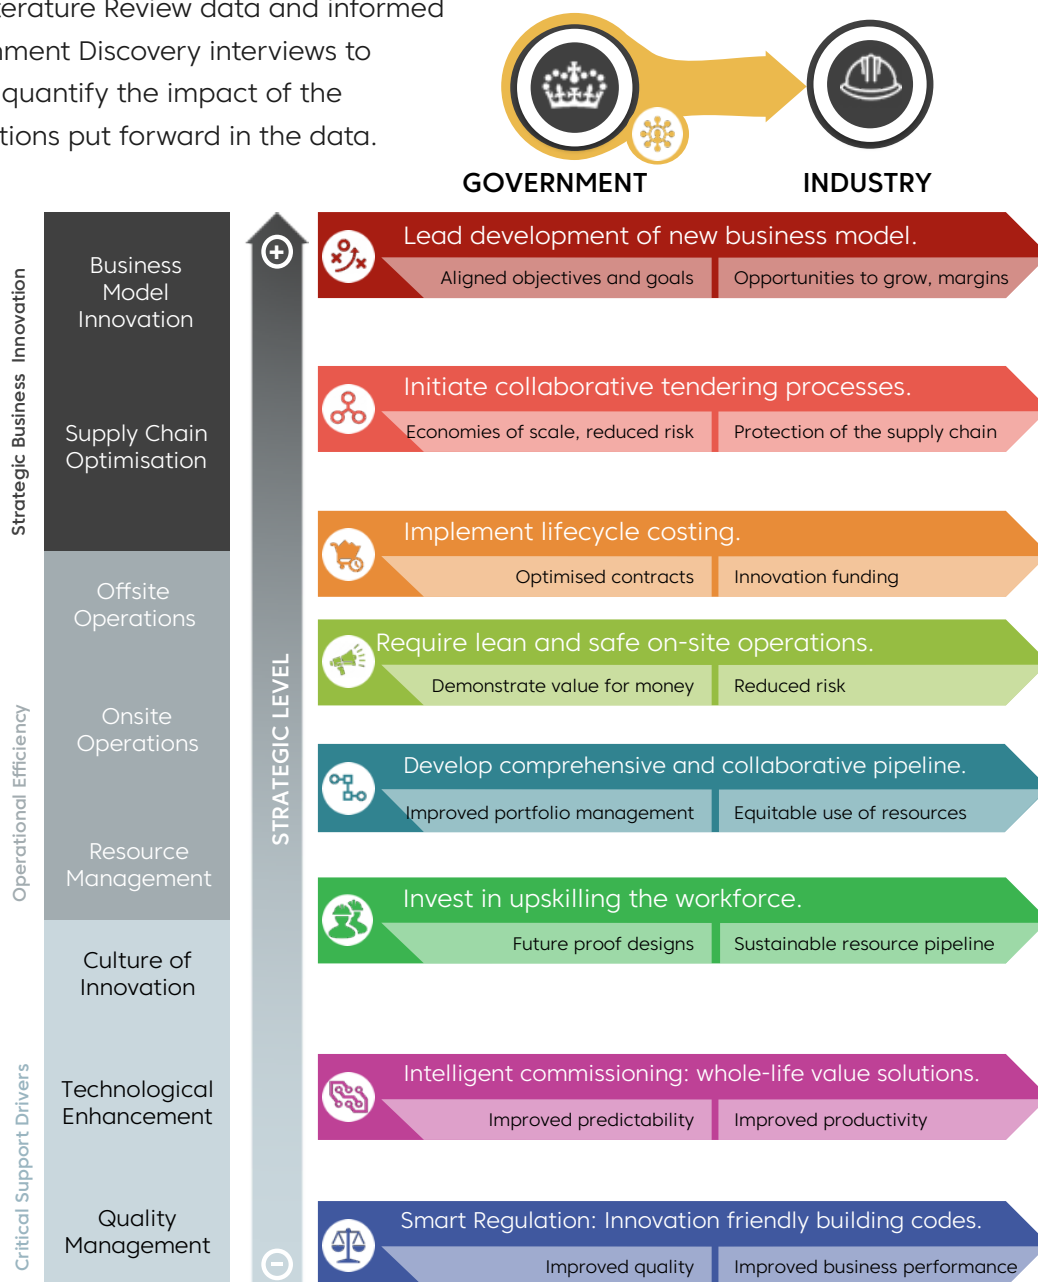 terature Review data and informed
nment Discovery interviews to
quantify the impact of the
tions put forward in the data.
GOVERNMENT
INDUSTRY
Strategic Business Innovation
Business
Model
Innovation
Supply Chain
Optimisation
Operational Efficiency
Offsite
Operations
Onsite
Operations
Resource
Management
Critical Support Drivers
Culture of
Innovation
Technological
Enhancement
Quality
Management
STRATEGIC LEVEL
Lead development of new business model.
Aligned objectives and goals
Opportunities to grow, margins
Initiate collaborative tendering processes.
Economies of scale, reduced risk
Protection of the supply chain
Implement lifecycle costing.
Optimised contracts
Innovation funding
Require lean and safe on-site operations.
Demonstrate value for money
Reduced risk
Develop comprehensive and collaborative pipeline.
Improved portfolio management
Equitable use of resources
Invest in upskilling the workforce.
Future proof designs
Sustainable resource pipeline
Intelligent commissioning: whole-life value solutions.
Improved predictability
Improved productivity
Smart Regulation: Innovation friendly building codes.
Improved quality
Improved business performance